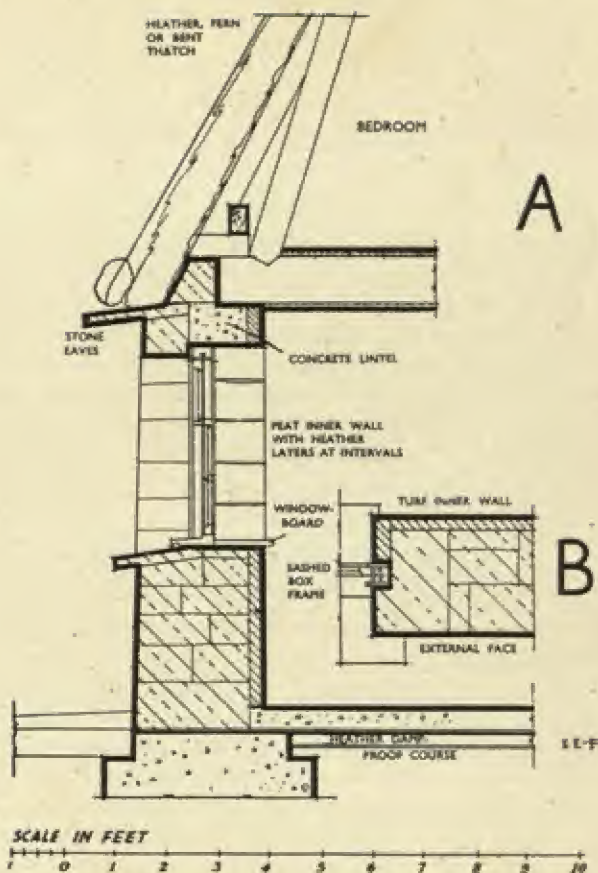 HEATHER, FERN
OR BENT
THATCH
BEDROOM
A
STONE
EAVES
CONCRETE LINTEL
PEAT INNER WALL
WITH HEATHER
LAYERS AT INTERVALS
WINDOW-
BOARD
TURF INNER WALL
SASHED
BOX
FRAME
B
EXTERNAL FACE
HEATHER DAMP-
PROOF COURSE
SCALE IN FEET
1 0 1 2 3 4 5 6 7 8 9 10